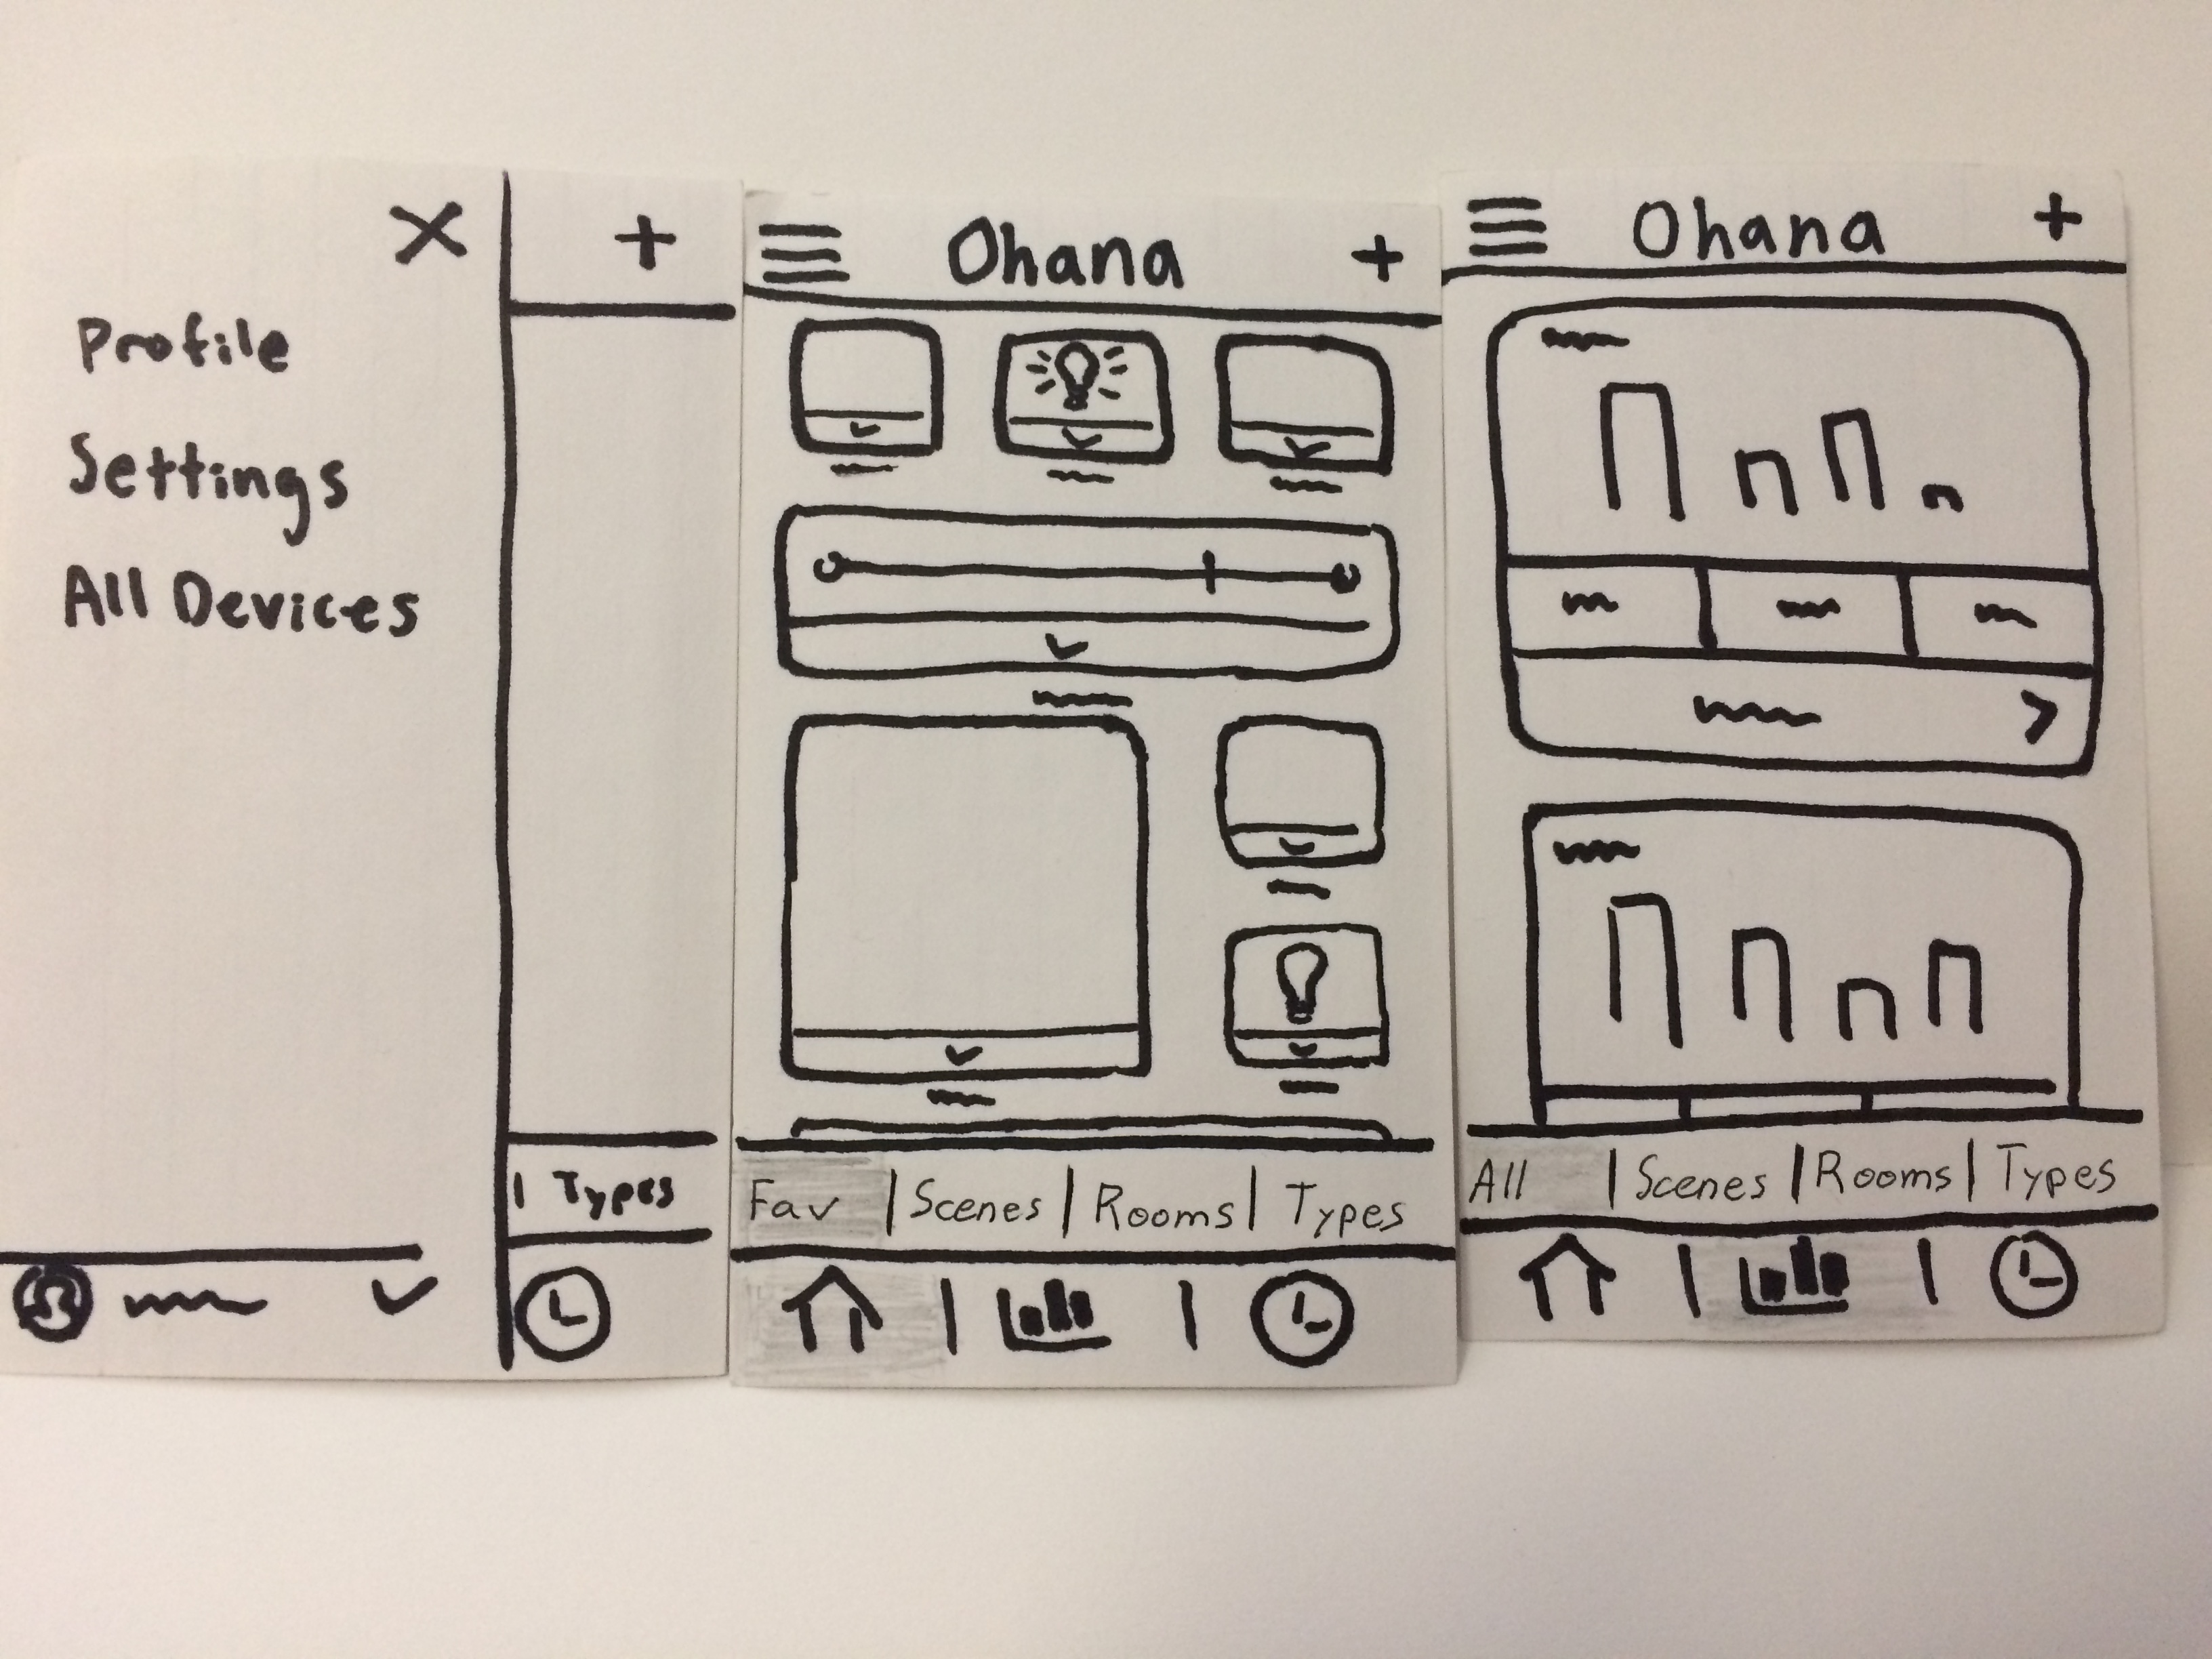 Profile
Settings
All Devices
Types
Ohana
Fav | Scenes | Rooms | Types
Ohana
All | Scenes | Rooms | Types